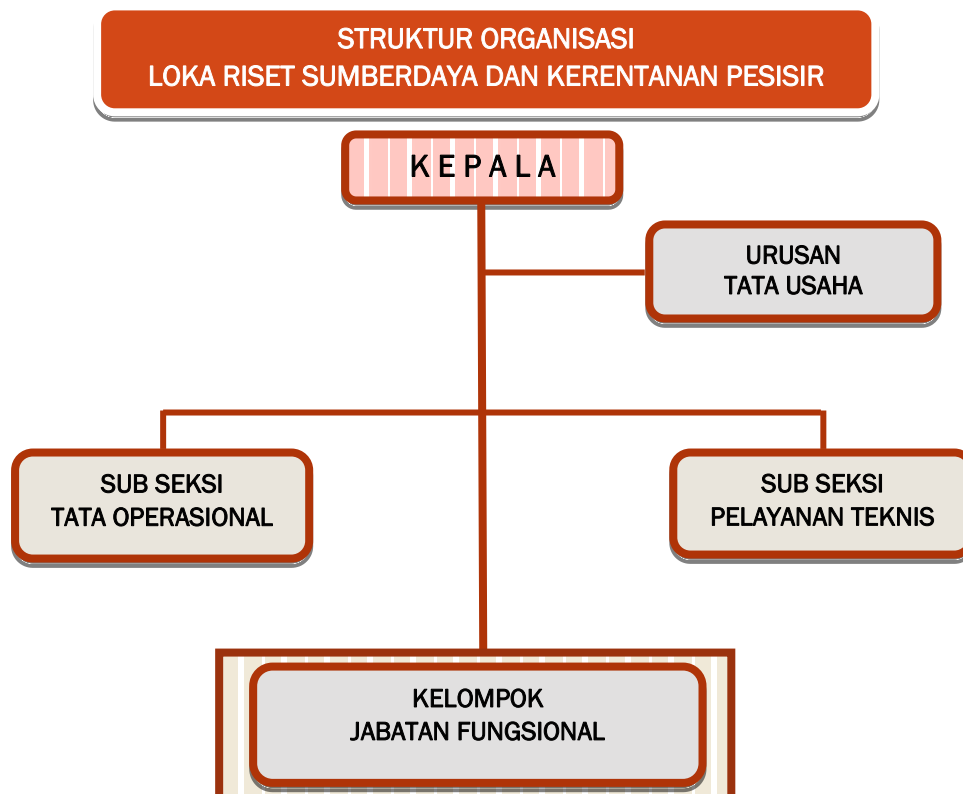 STRUKTUR ORGANISASI
LOKA RISET SUMBERDAYA DAN KERENTANAN PESISIR
KEPALA
URUSAN
TATA USAHA
SUB SEKSI
TATA OPERASIONAL
SUB SEKSI
PELAYANAN TEKNIS
KELOMPOK
JABATAN FUNGSIONAL